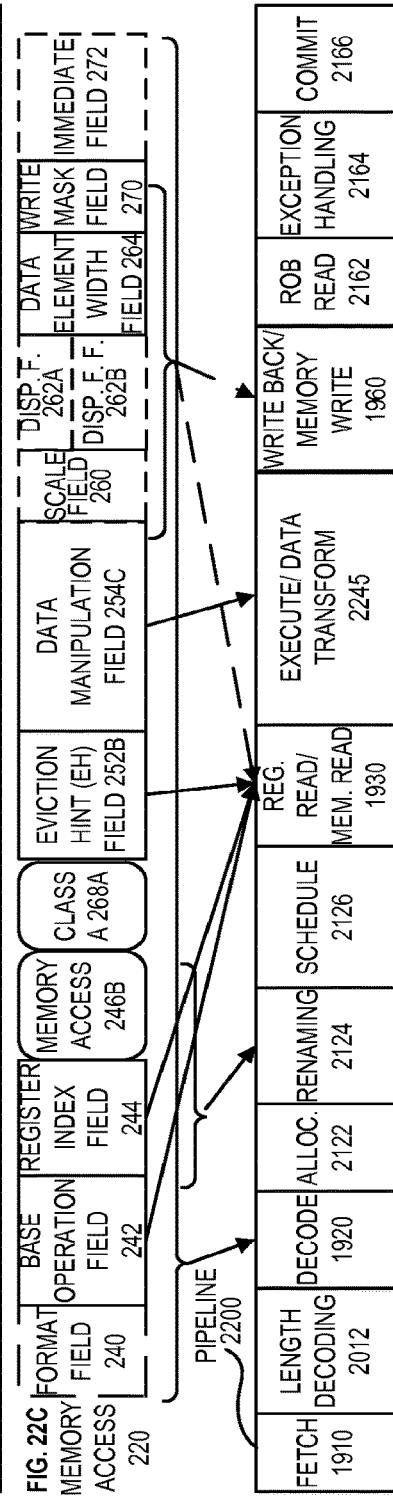 FIG. 22C
MEMORY
ACCESS
220
FORMAT
FIELD
240
BASE
OPERATION
FIELD
242
REGISTER
INDEX
FIELD
244
MEMORY
ACCESS
246B
CLASS
A 268A
EVICTION
HINT (EH)
FIELD 252B
DATA
MANIPULATION
FIELD 254C
SCALE
FIELD
260
DISP. F.
262A
DISP. F. F.
262B
DATA
ELEMENT
WIDTH
FIELD 264
WRITE
MASK
FIELD
270
IMMEDIATE
FIELD 272
PIPELINE
2200
FETCH
1910
LENGTH
DECODING
2012
DECODE
1920
ALLOC.
2122
RENAMING
2124
SCHEDULE
2126
REG.
READ/
MEM. READ
1930
EXECUTE/ DATA
TRANSFORM
2245
WRITE BACK/
MEMORY
WRITE
1960
ROB
READ
2162
EXCEPTION
HANDLING
2164
COMMIT
2166